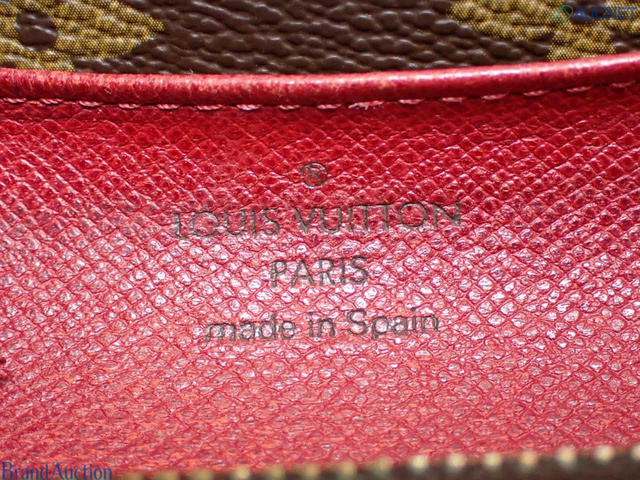 ®
LOUIS VUITTON
PARIS
made in Spain
Brand Auction